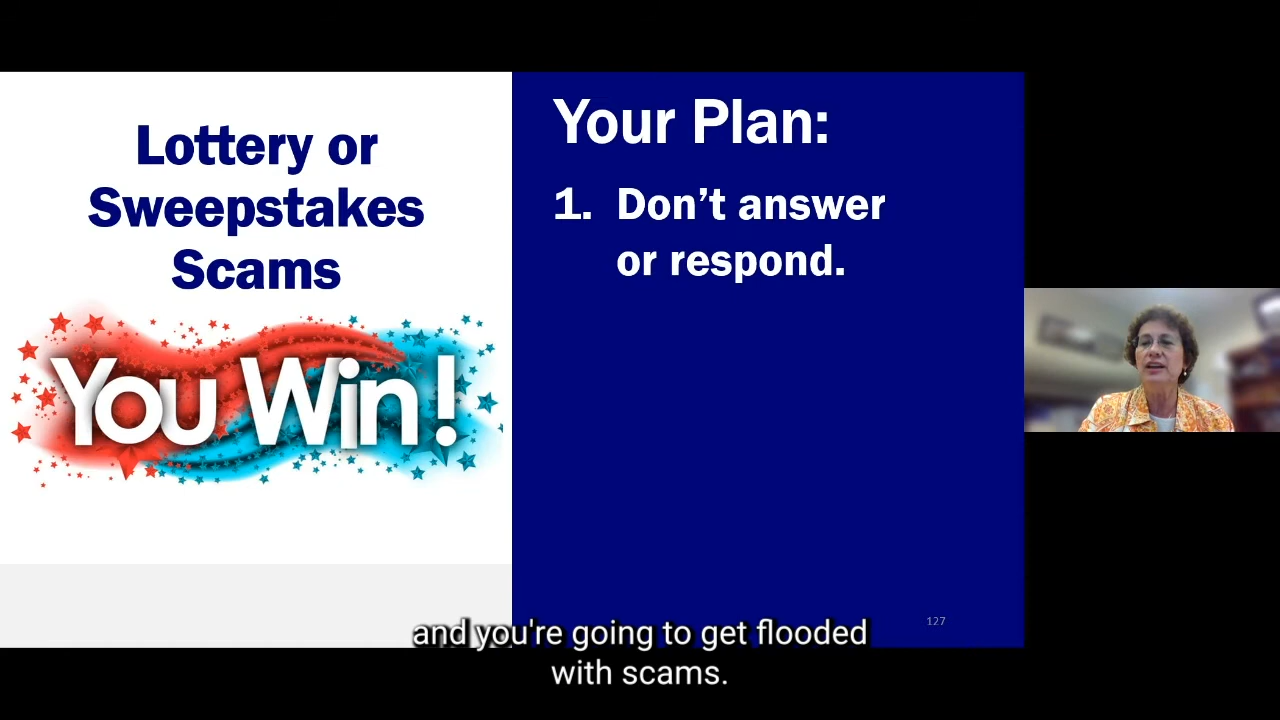 Lottery or
Sweepstakes
Scams
You Win!
Your Plan:
1. Don’t answer
or respond.
127
and you're going to get flooded
with scams.